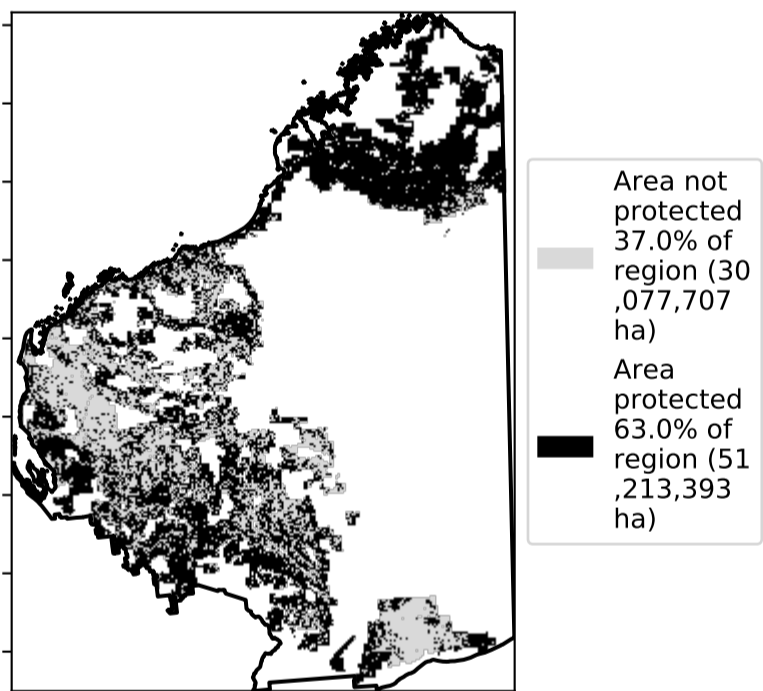 Area not
protected
37.0% of
region (30
,077,707
ha)
Area
protected
63.0% of
region (51
,213,393
ha)